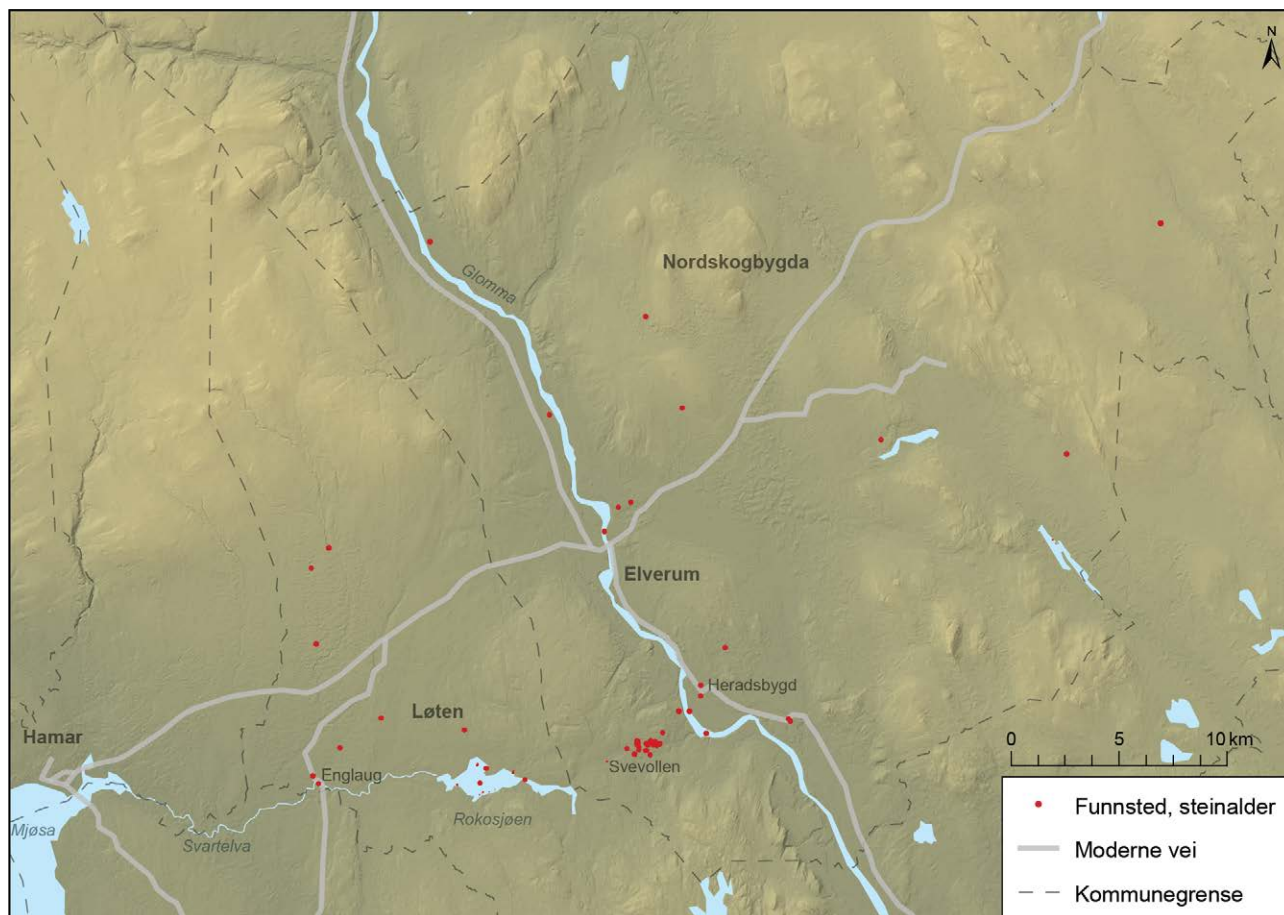 N
Nordskogbygda
Glomma
Elverum
Heradsbygd
Løten
Hamar
Svevollen
Englaug
Rokosjøen
Mjøsa
Svartelva
0 5 10 km
Funnsted, steinalder
Moderne vei
Kommunegrense